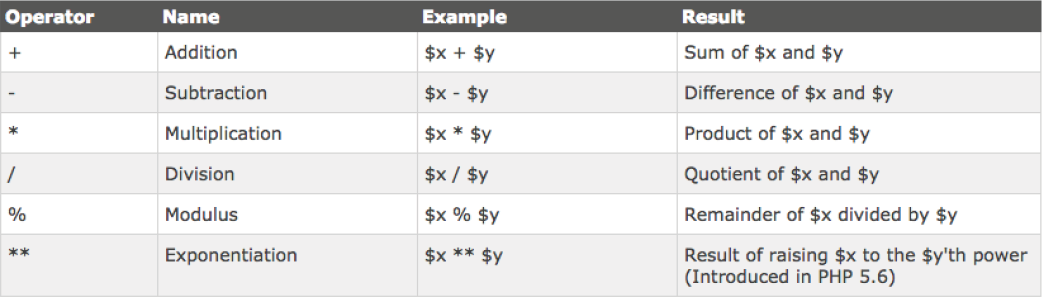 Operator Name Example Result
+ Addition $x + $y Sum of $x and $y
- Subtraction $x - $y Difference of $x and $y
* Multiplication $x * $y Product of $x and $y
/ Division $x / $y Quotient of $x and $y
% Modulus $x % $y Remainder of $x divided by $y
** Exponentiation $x ** $y Result of raising $x to the $y'th power
(Introduced in PHP 5.6)